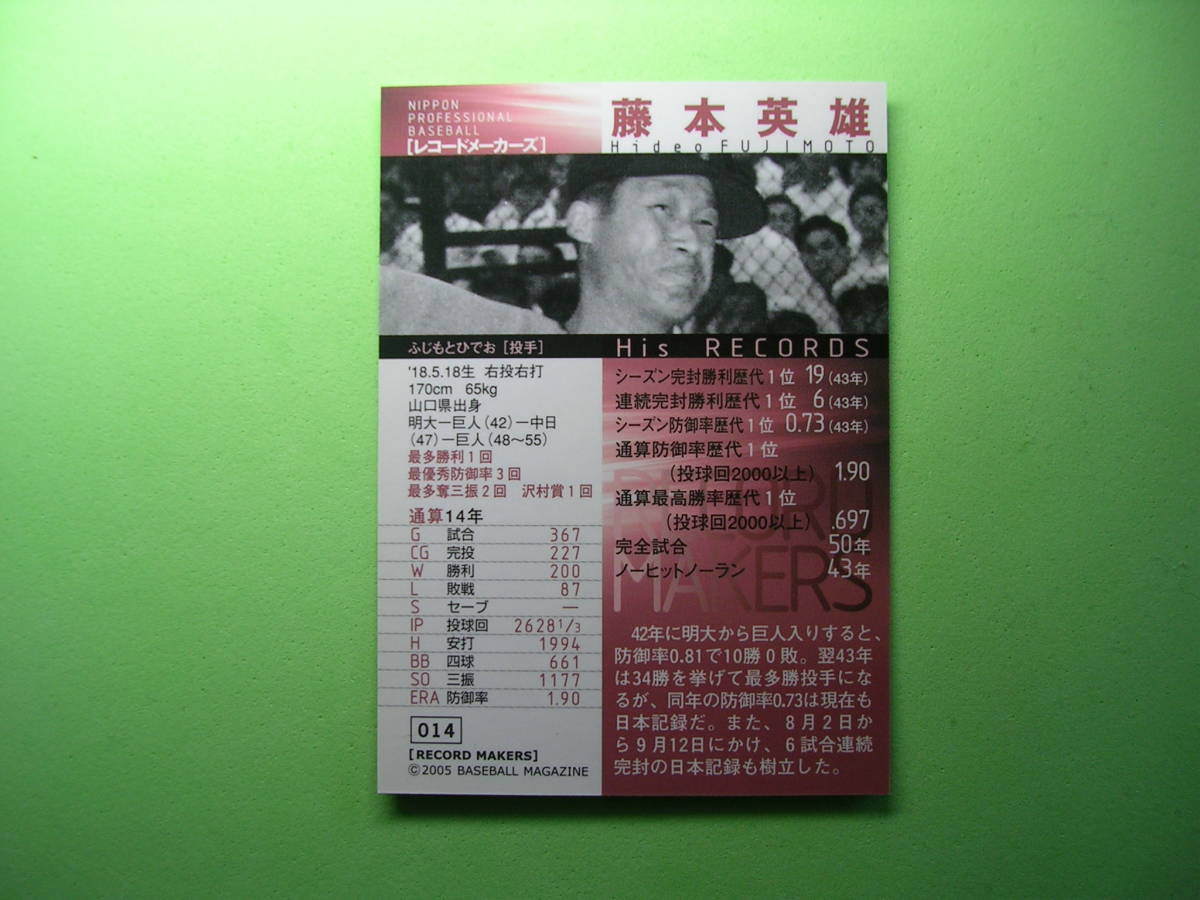 NIPPON
PROFESSIONAL
BASEBALL
[レコードメーカーズ]
藤本英雄
Hideo FUJIMOTO
ふじもとひでお [投手]
'18.5.18生 右投右打
170cm 65kg
山口県出身
明大ー巨人(42)ー中日
(47)ー巨人(48〜55)
最多勝利1回
最優秀防御率3回
最多奪三振2回 沢村賞1回
通算14年
G 試合 367
CG 完投 227
W 勝利 200
L 敗戦 87
S セーブ ―
IP 投球回 2628 1/3
H 安打 1994
BB 四球 661
SO 三振 1177
ERA 防御率 1.90
014
[RECORD MAKERS]
©2005 BASEBALL MAGAZINE
His RECORDS
シーズン完封勝利歴代1位 19(43年)
連続完封勝利歴代1位 6(43年)
シーズン防御率歴代1位 0.73(43年)
通算防御率歴代1位
(投球回2000以上) 1.90
通算最高勝率歴代1位
(投球回2000以上) .697
完全試合 50年
ノーヒットノーラン 43年
RECORD
MAKERS
42年に明大から巨人入りすると、
防御率0.81で10勝0敗。翌43年
は34勝を挙げて最多勝投手にな
るが、同年の防御率0.73は現在も
日本記録だ。また、8月2日か
ら9月12日にかけ、6試合連続
完封の日本記録も樹立した。